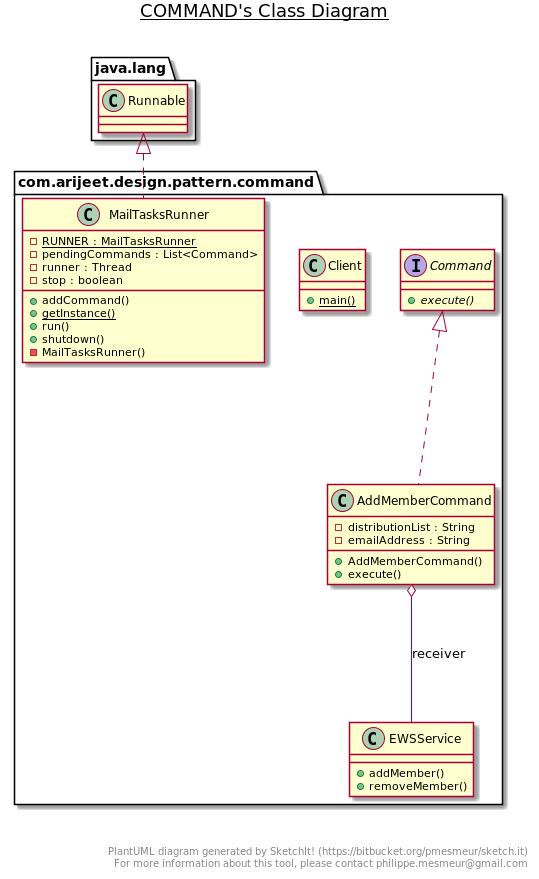 COMMAND's Class Diagram
java.lang
C Runnable
com.arijeet.design.pattern.command
C MailTasksRunner
RUNNER : MailTasksRunner
pendingCommands : List<Command>
runner : Thread
stop : boolean
addCommand()
getInstance()
run()
shutdown()
MailTasksRunner()
C Client
main()
I Command
execute()
C AddMemberCommand
distributionList : String
emailAddress : String
AddMemberCommand()
execute()
receiver
C EWSService
addMember()
removeMember()
PlantUML diagram generated by SketchIt! (https://bitbucket.org/pmesmeur/sketch.it)
For more information about this tool, please contact philippe.mesmeur@gmail.com